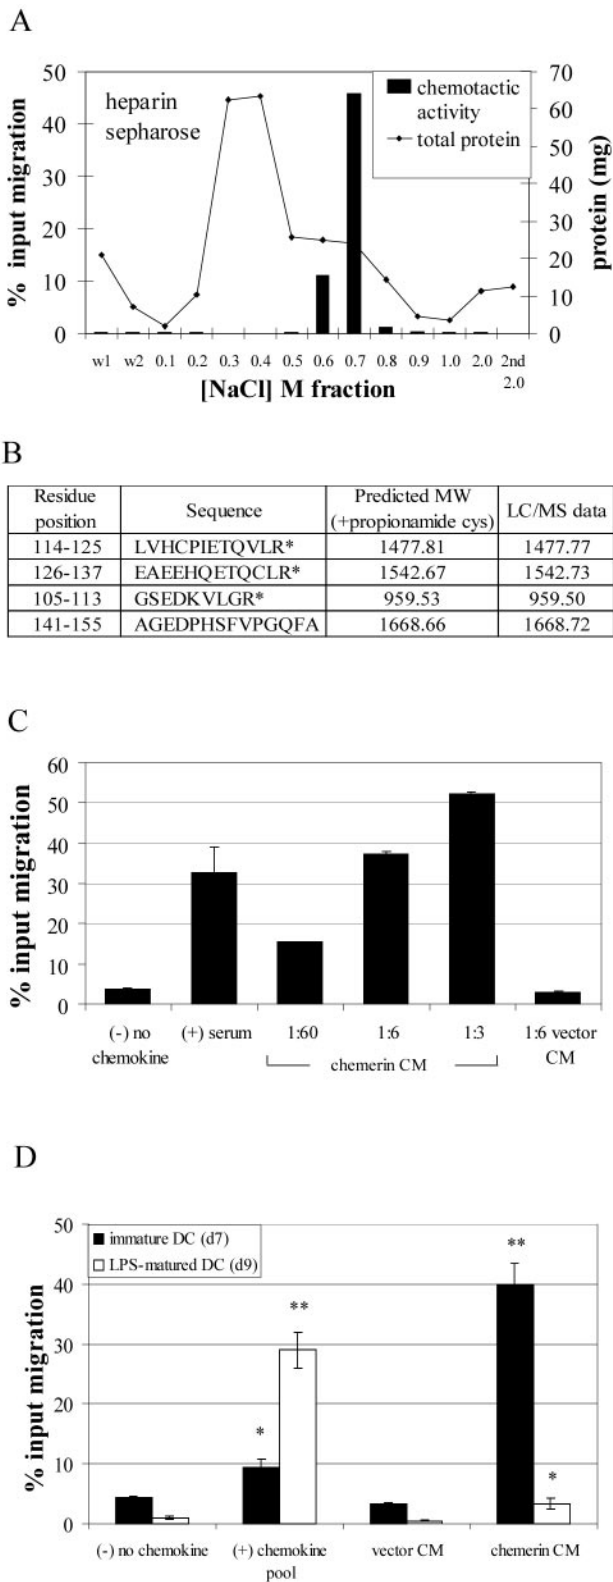 A
heparin
sepharose
chemotactic
activity
total protein
% input migration
50
40
30
20
10
0
protein (mg)
70
60
50
40
30
20
10
0
w1 w2 0.1 0.2 0.3 0.4 0.5 0.6 0.7 0.8 0.9 1.0 2.0 2nd
2.0
[NaCl] M fraction
B
Residue position Sequence Predicted MW (+propionamide cys) LC/MS data
114-125 LVHCPIETQVLR* 1477.81 1477.77
126-137 EAEEHQETQCLR* 1542.67 1542.73
105-113 GSEDKVLGR* 959.53 959.50
141-155 AGEDPHSFVPGQFA 1668.66 1668.72
C
% input migration
60
50
40
30
20
10
0
(-) no chemokine
(+) serum
1:60
1:6
1:3
chemerin CM
1:6 vector CM
D
% input migration
50
40
30
20
10
0
immature DC (d7)
LPS-matured DC (d9)
*
**
**
*
(-) no chemokine
(+) chemokine pool
vector CM
chemerin CM